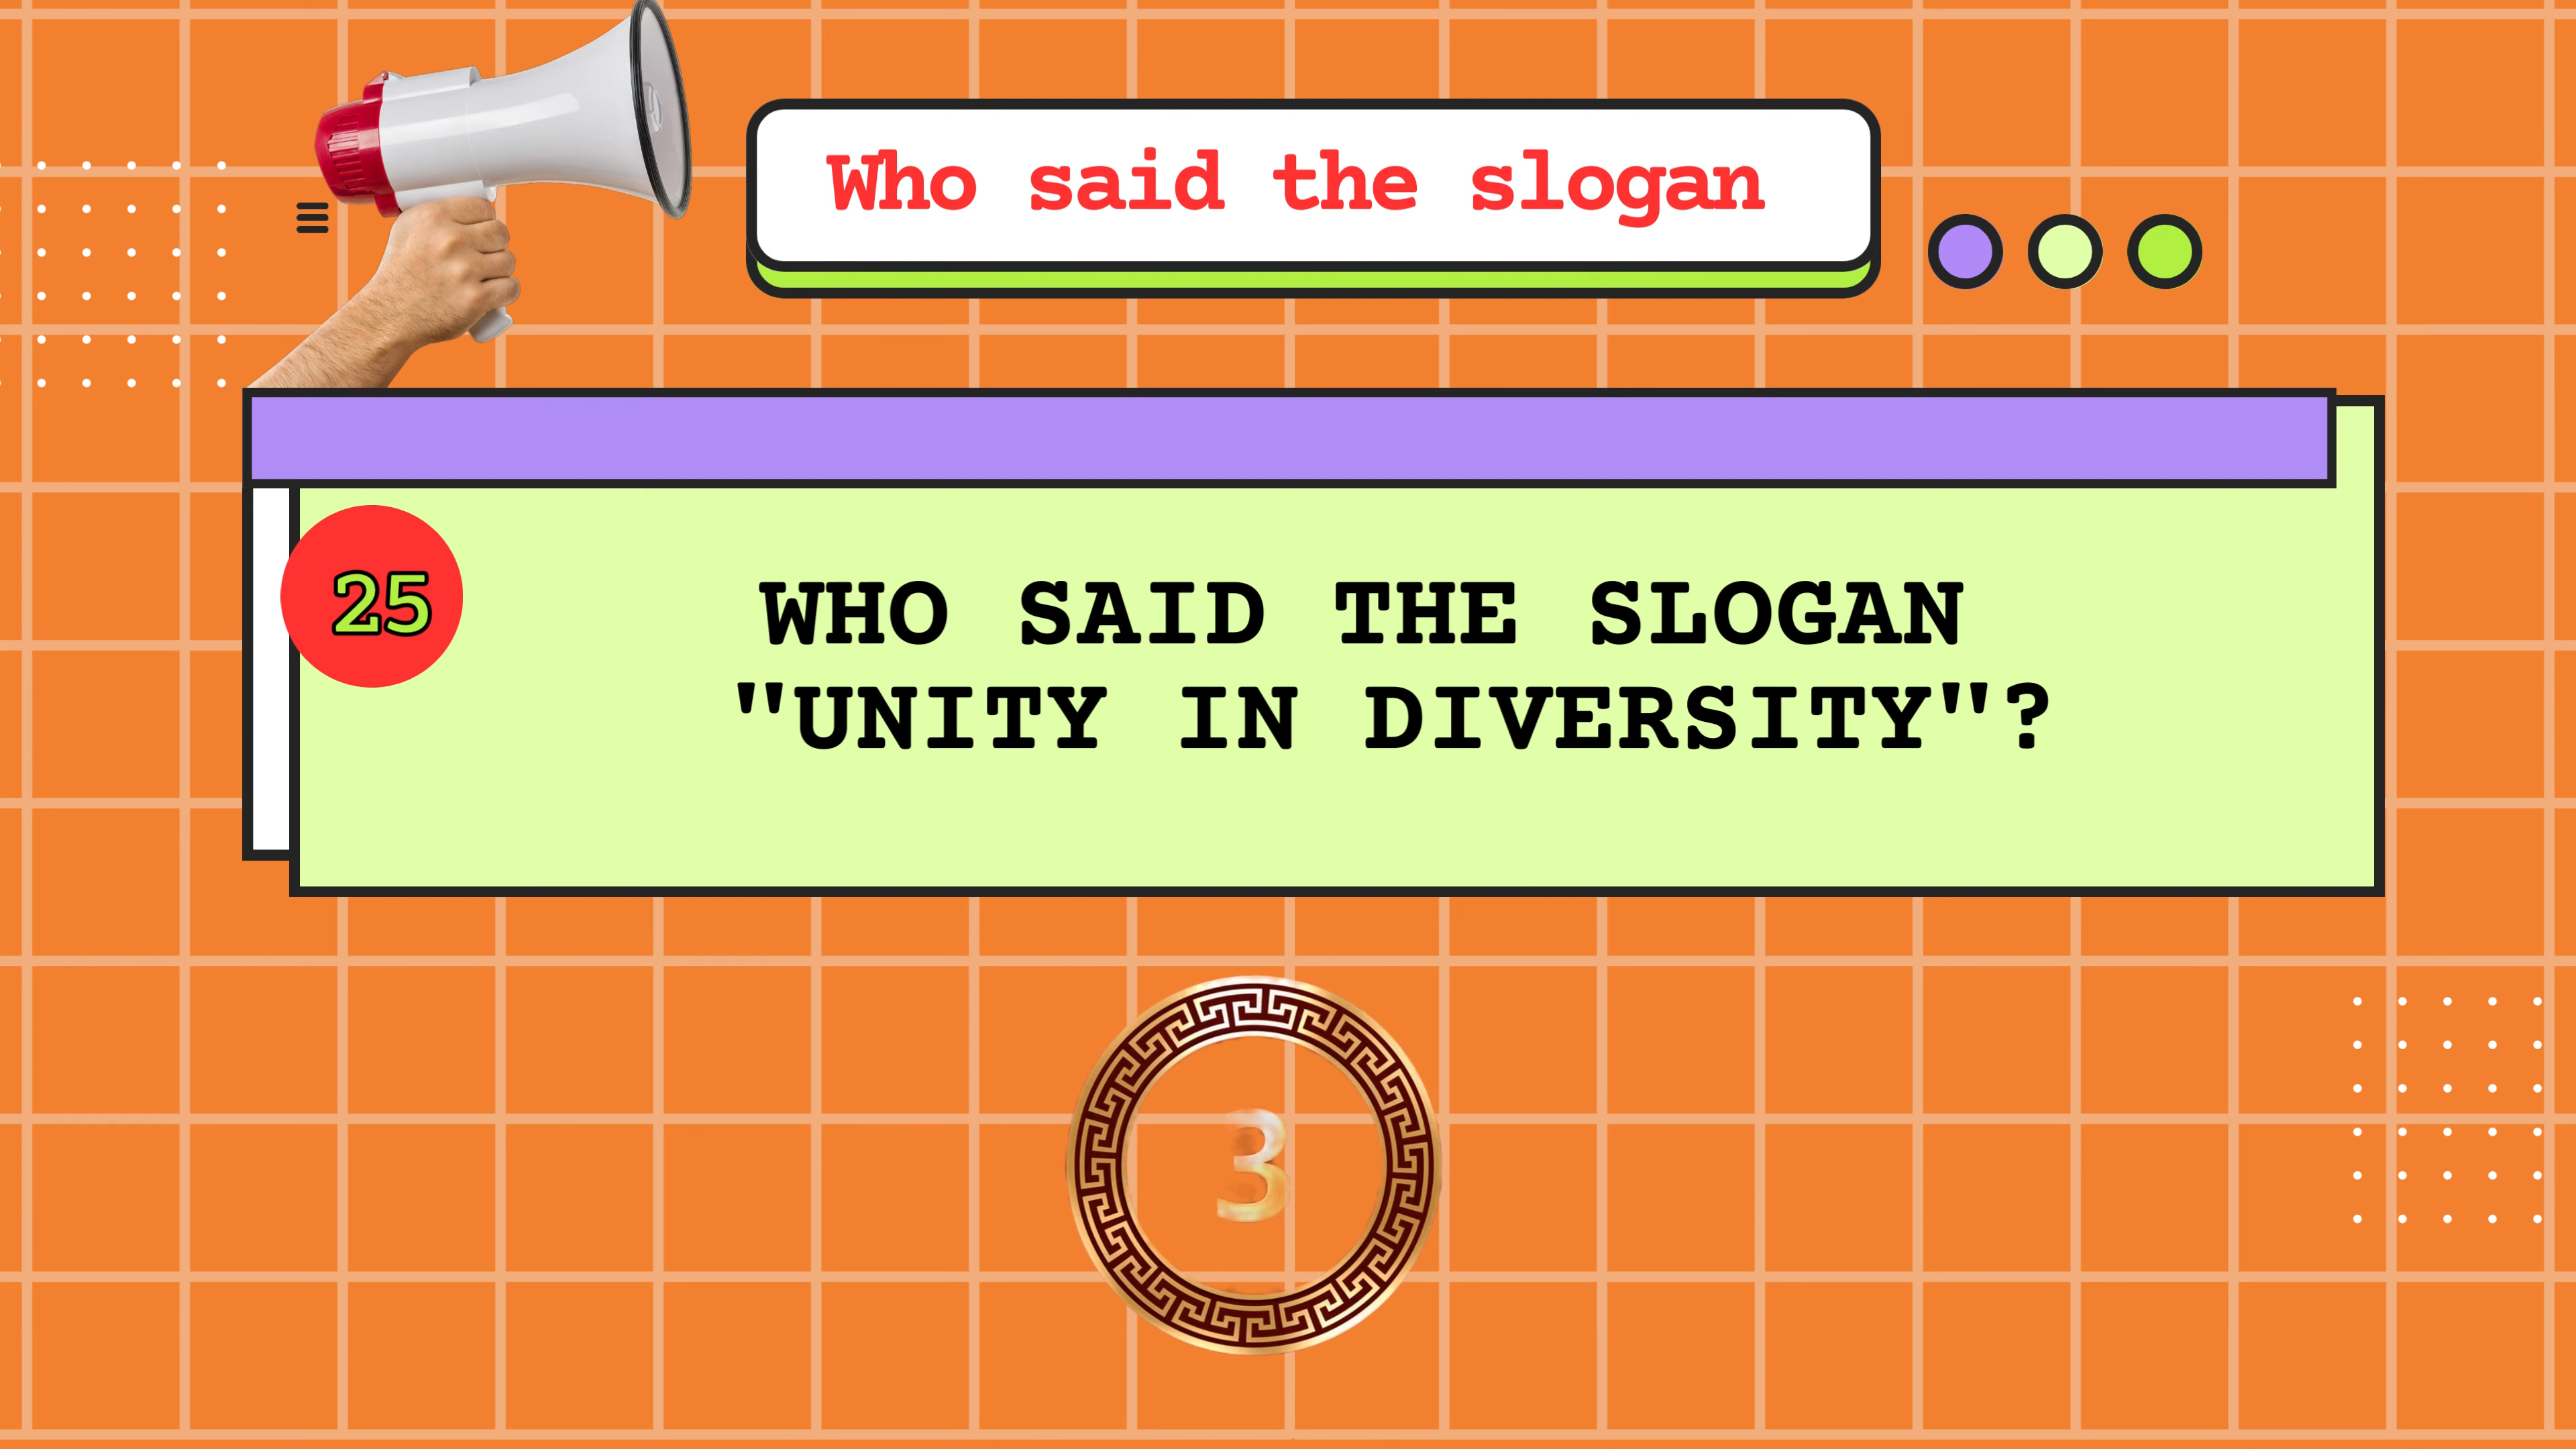 Who said the slogan
25
WHO SAID THE SLOGAN
"UNITY IN DIVERSITY"?
3